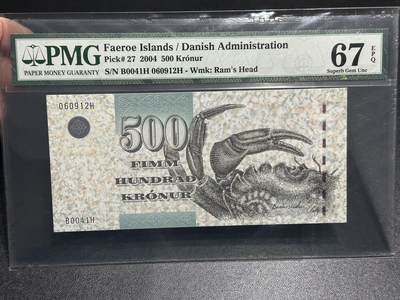 PMG
PAPER MONEY GUARANTY
Faeroe Islands / Danish Administration
Pick# 27 2004 500 Krónur
S/N B0041H 060912H - Wmk: Ram's Head
67 EPQ
Superb Gem Unc
060912H
500
FIMM
HUNDRAÐ
KRÓNUR
B0041H